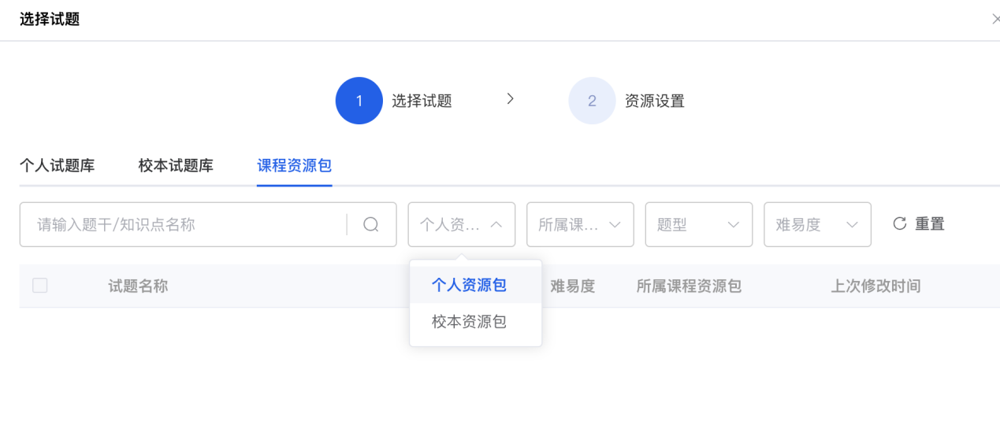 选择试题
1 选择试题 2 资源设置
个人试题库 校本试题库 课程资源包
请输入题干/知识点名称 个人资... 所属课... 题型 难易度 重置
试题名称 难易度 所属课程资源包 上次修改时间
个人资源包
校本资源包